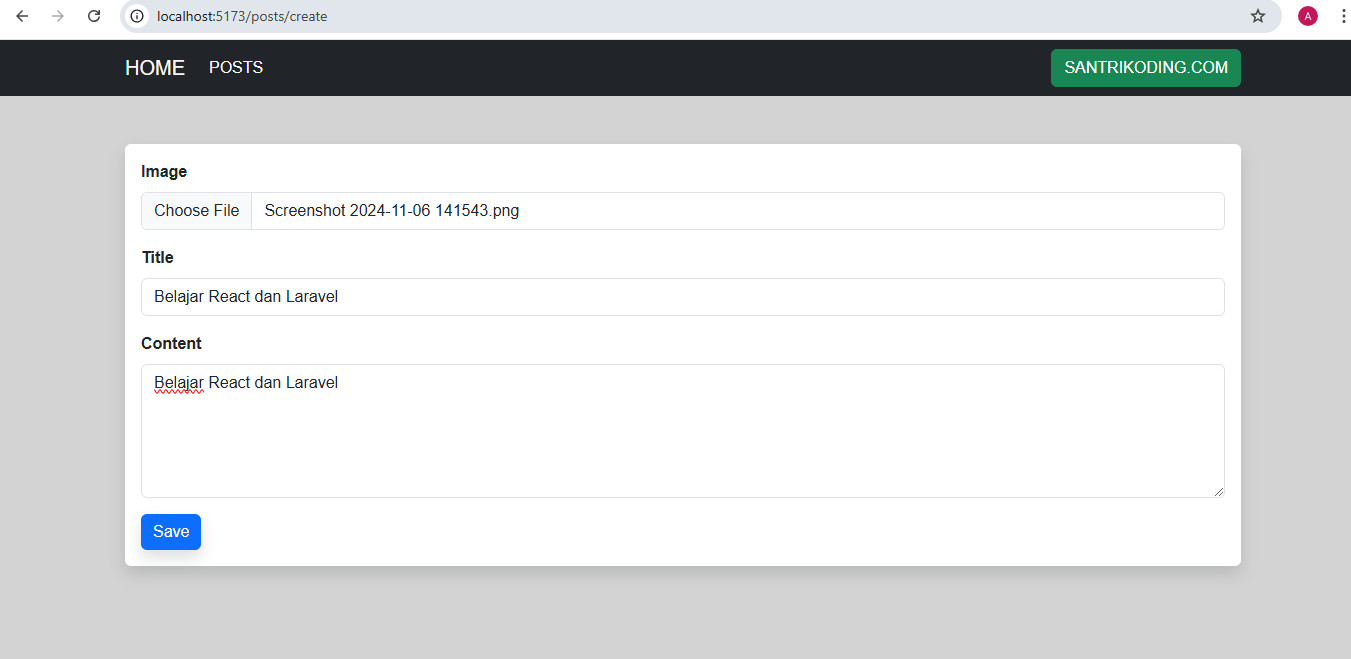 localhost:5173/posts/create
A
HOME POSTS SANTRIKODING.COM
Image
Choose File Screenshot 2024-11-06 141543.png
Title
Belajar React dan Laravel
Content
Belajar React dan Laravel
Save